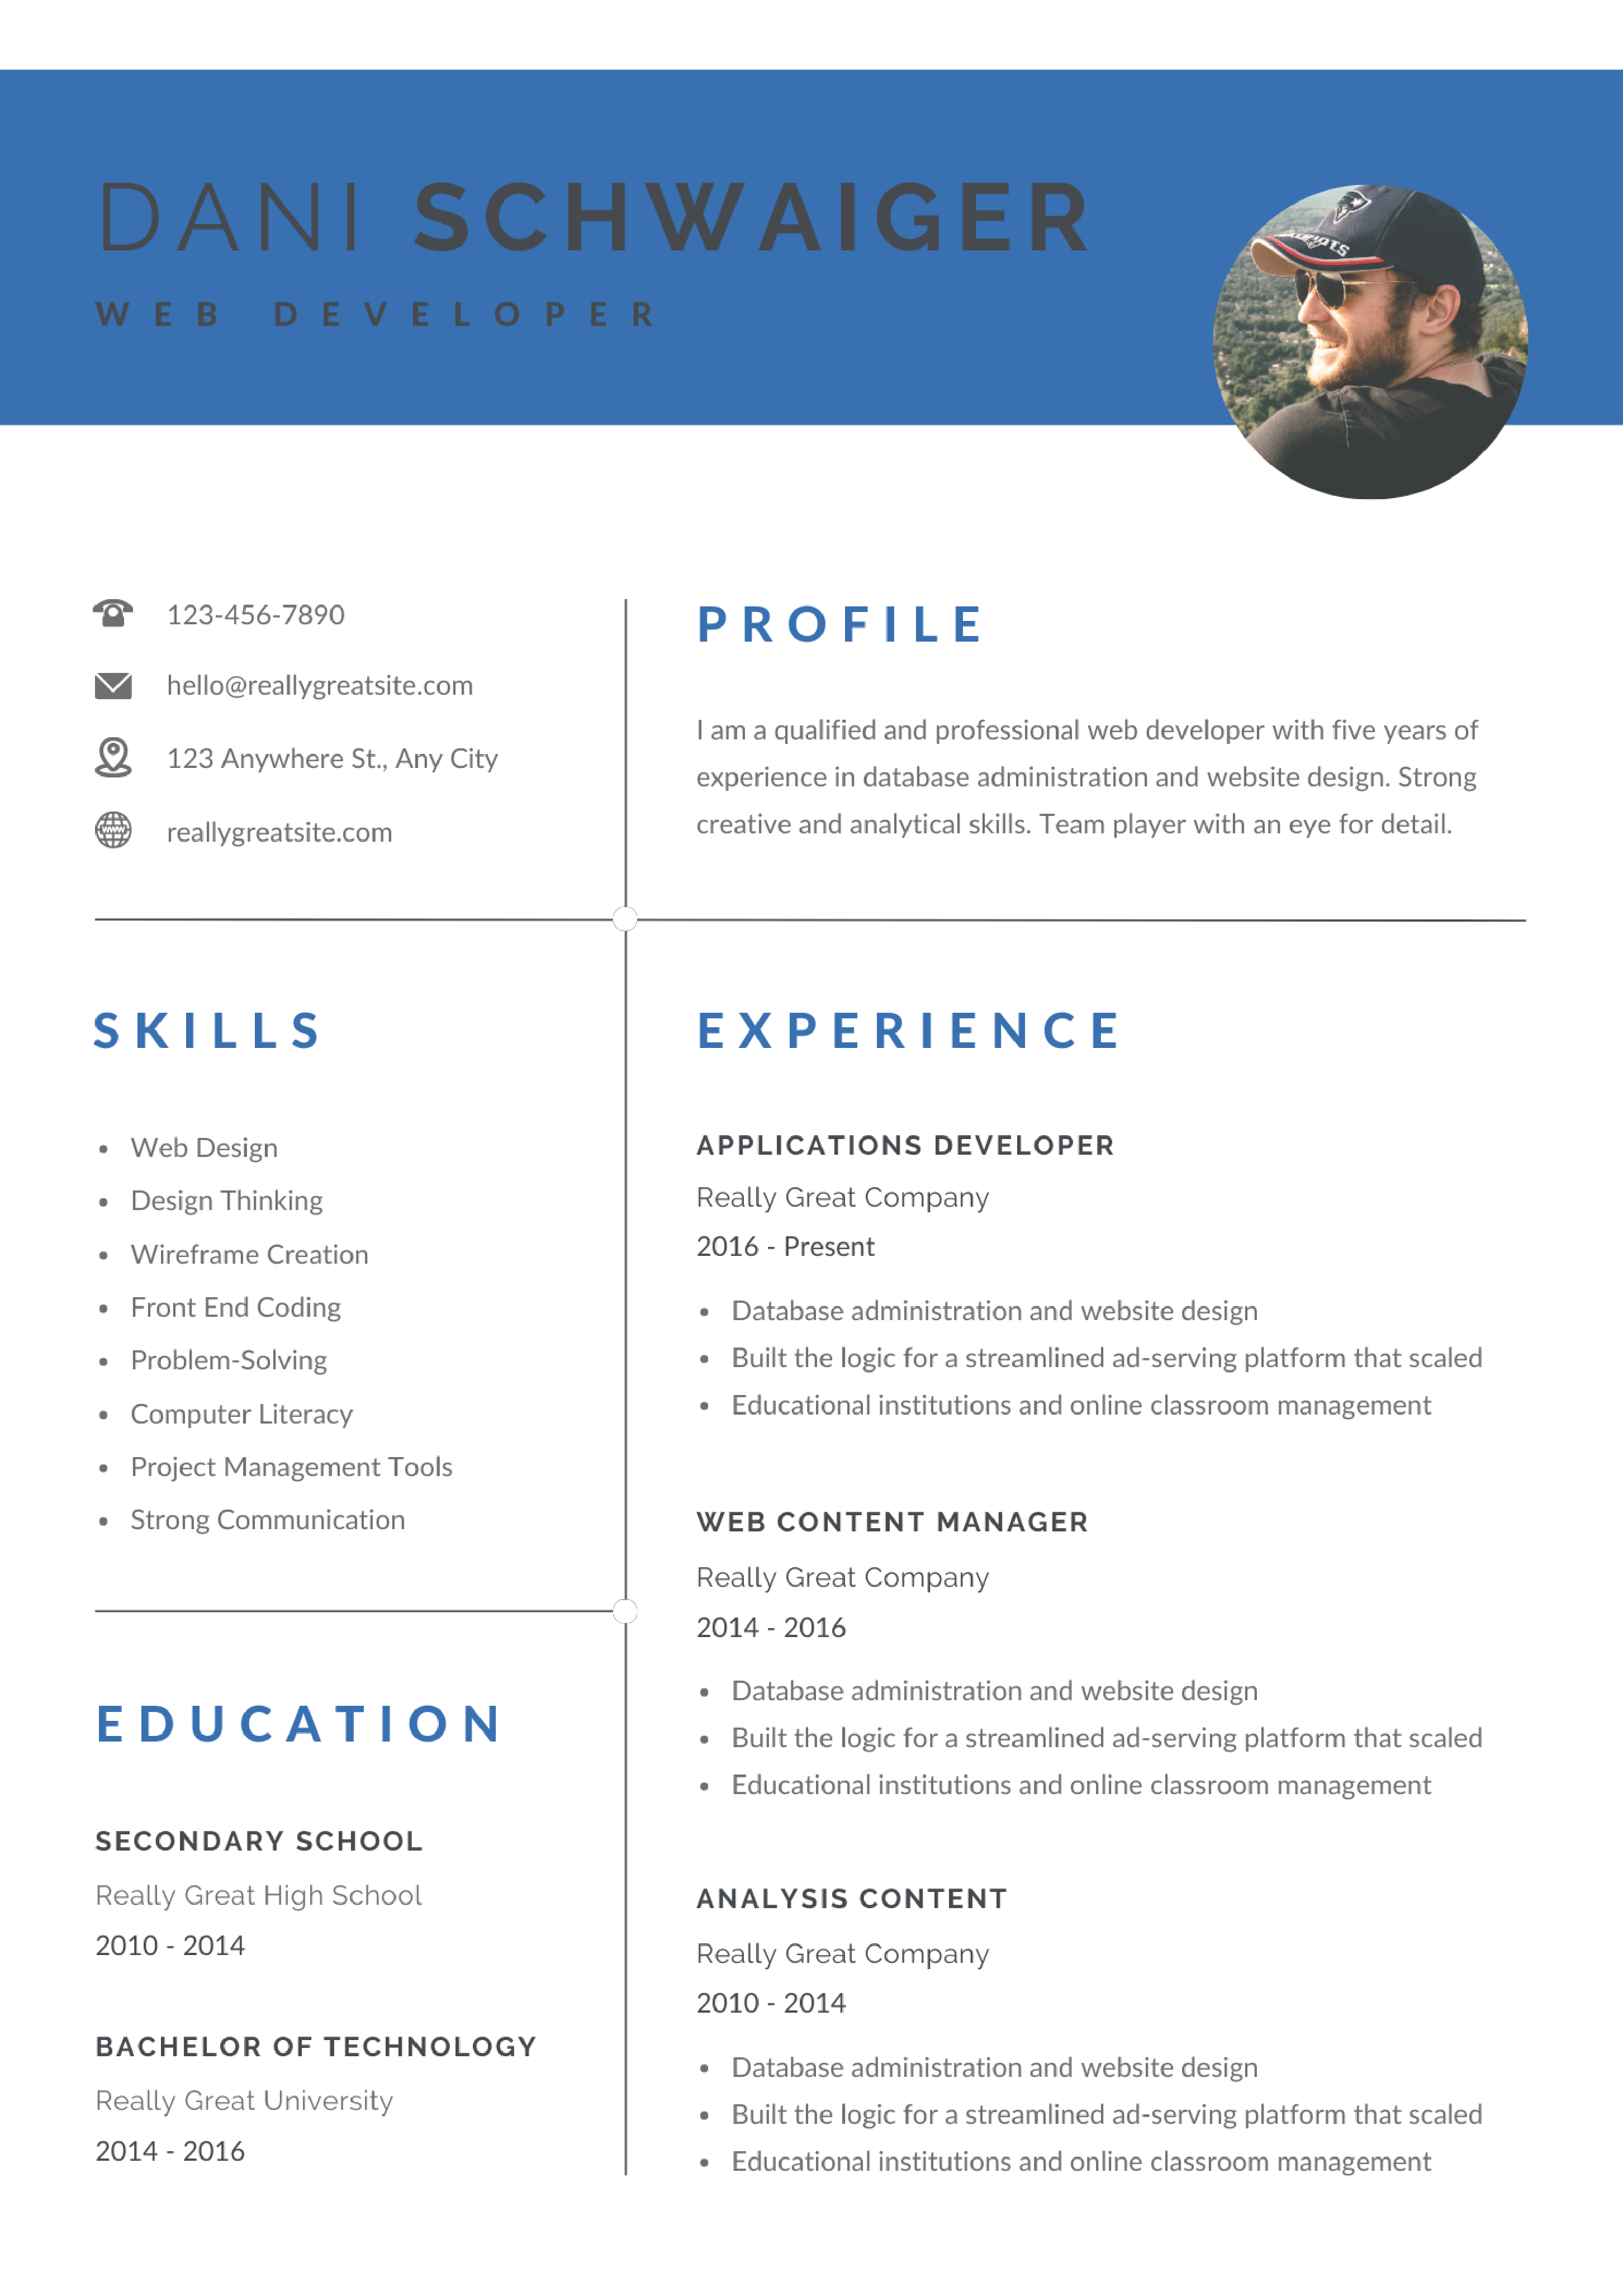 DANI SCHWAIGER
WEB DEVELOPER
123-456-7890
hello@reallygreatsite.com
123 Anywhere St., Any City
reallygreatsite.com
PROFILE
I am a qualified and professional web developer with five years of
experience in database administration and website design. Strong
creative and analytical skills. Team player with an eye for detail.
SKILLS
• Web Design
• Design Thinking
• Wireframe Creation
• Front End Coding
• Problem-Solving
• Computer Literacy
• Project Management Tools
• Strong Communication
EDUCATION
SECONDARY SCHOOL
Really Great High School
2010 - 2014
BACHELOR OF TECHNOLOGY
Really Great University
2014 - 2016
EXPERIENCE
APPLICATIONS DEVELOPER
Really Great Company
2016 - Present
• Database administration and website design
• Built the logic for a streamlined ad-serving platform that scaled
• Educational institutions and online classroom management
WEB CONTENT MANAGER
Really Great Company
2014 - 2016
• Database administration and website design
• Built the logic for a streamlined ad-serving platform that scaled
• Educational institutions and online classroom management
ANALYSIS CONTENT
Really Great Company
2010 - 2014
• Database administration and website design
• Built the logic for a streamlined ad-serving platform that scaled
• Educational institutions and online classroom management